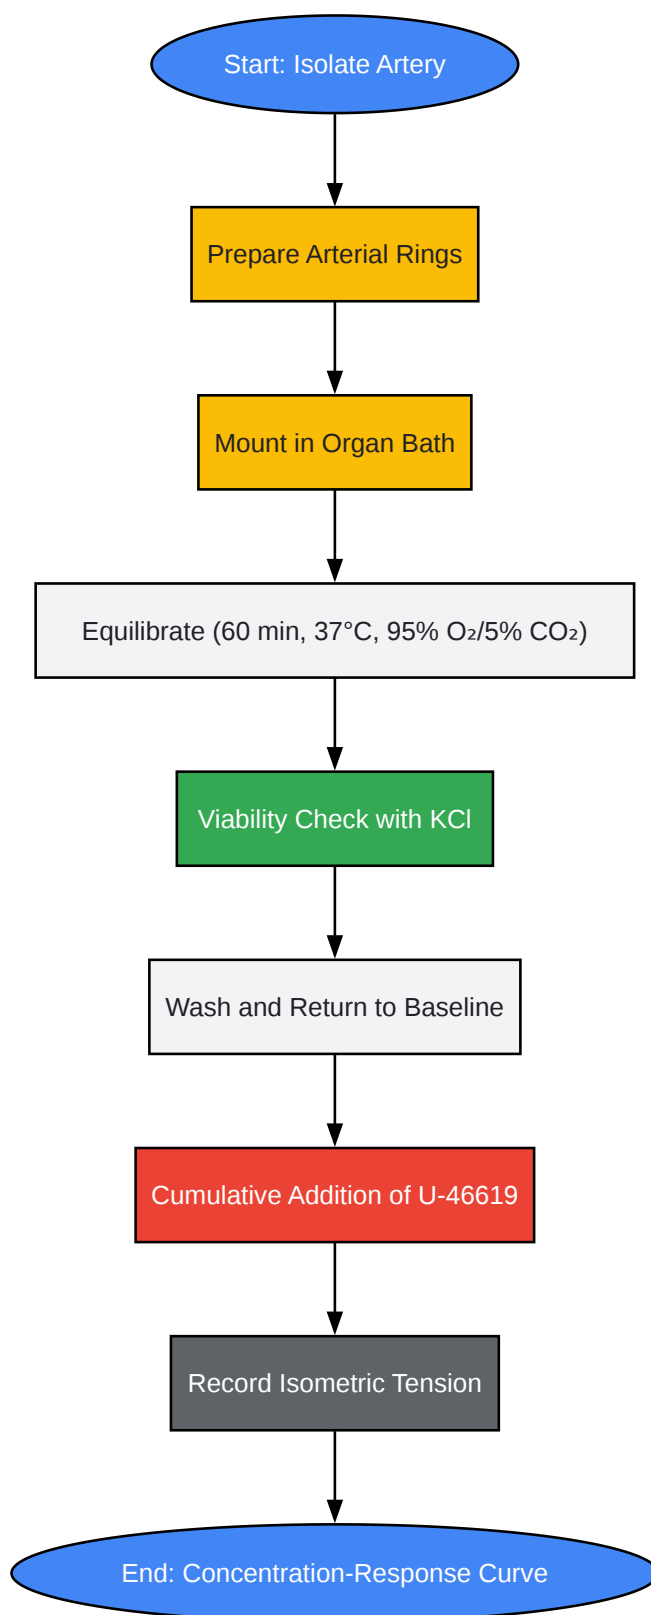 Start: Isolate Artery
Prepare Arterial Rings
Mount in Organ Bath
Equilibrate (60 min, 37°C, 95% O₂/5% CO₂)
Viability Check with KCl
Wash and Return to Baseline
Cumulative Addition of U-46619
Record Isometric Tension
End: Concentration-Response Curve